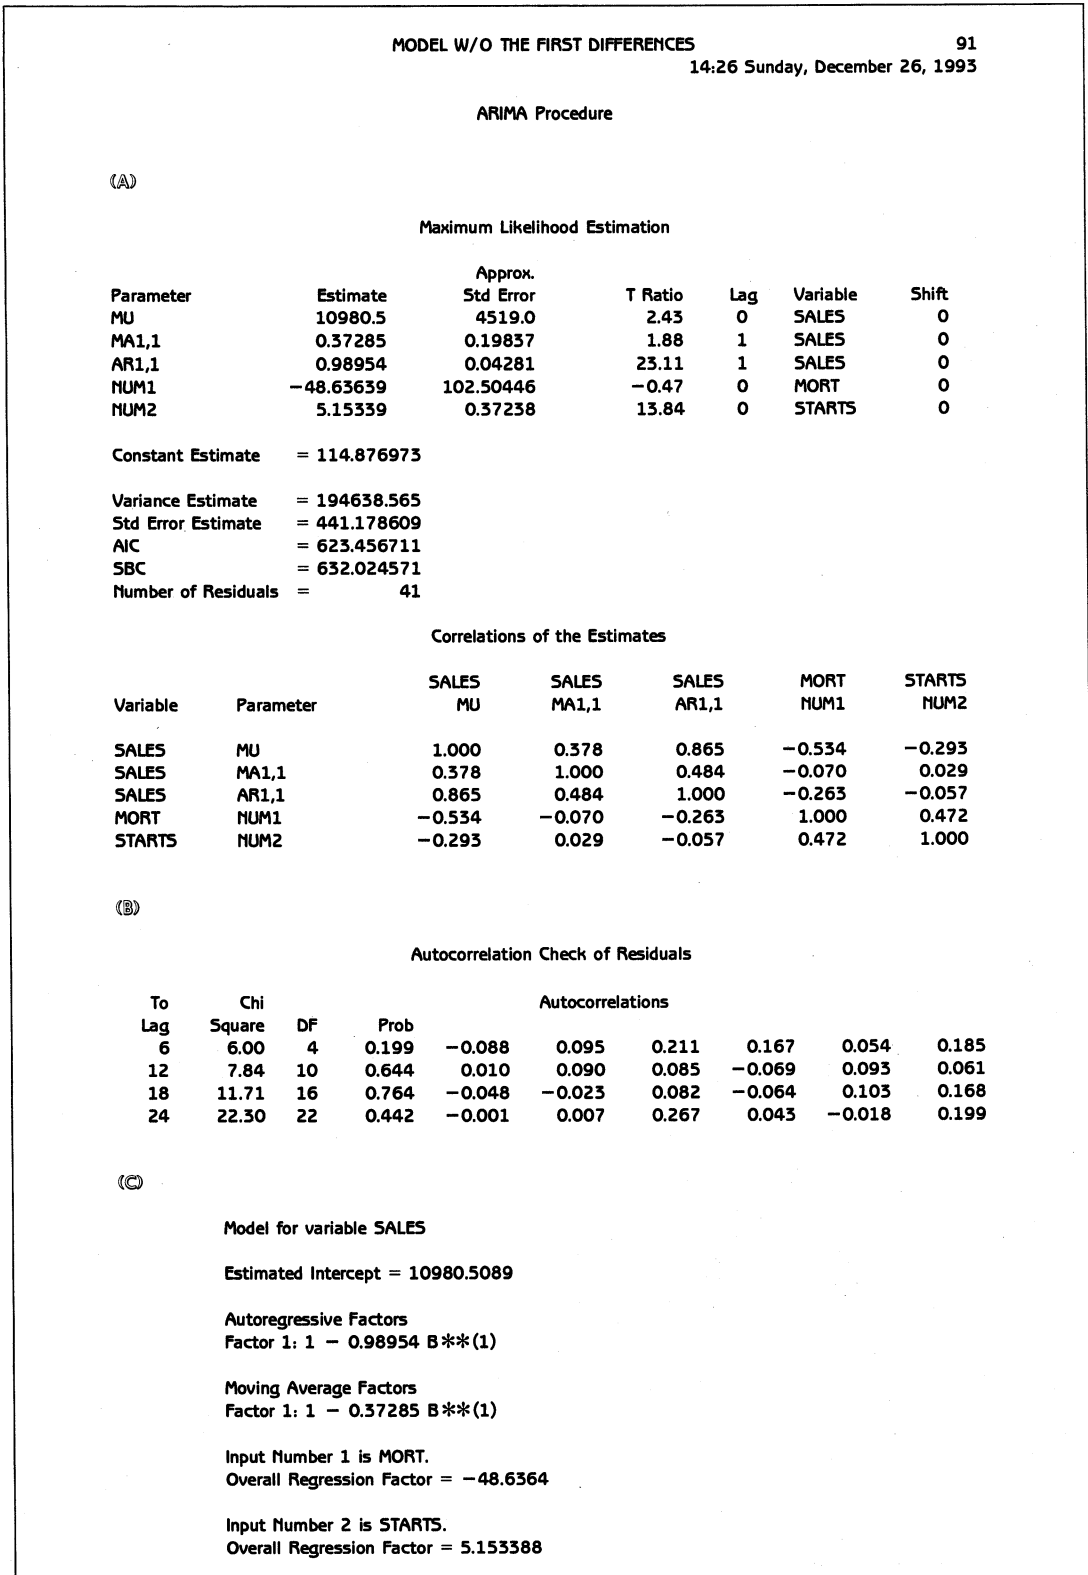 MODEL W/O THE FIRST DIFFERENCES 91
14:26 Sunday, December 26, 1993
ARIMA Procedure
(A)
Maximum Likelihood Estimation
Approx.
Parameter Estimate Std Error T Ratio Lag Variable Shift
MU 10980.5 4519.0 2.43 0 SALES 0
MA1,1 0.37285 0.19837 1.88 1 SALES 0
AR1,1 0.98954 0.04281 23.11 1 SALES 0
NUM1 −48.63639 102.50446 −0.47 0 MORT 0
NUM2 5.15339 0.37238 13.84 0 STARTS 0
Constant Estimate = 114.876973
Variance Estimate = 194638.565
Std Error Estimate = 441.178609
AIC = 623.456711
SBC = 632.024571
Number of Residuals = 41
Correlations of the Estimates
SALES SALES SALES MORT STARTS
Variable Parameter MU MA1,1 AR1,1 NUM1 NUM2
SALES MU 1.000 0.378 0.865 −0.534 −0.293
SALES MA1,1 0.378 1.000 0.484 −0.070 0.029
SALES AR1,1 0.865 0.484 1.000 −0.263 −0.057
MORT NUM1 −0.534 −0.070 −0.263 1.000 0.472
STARTS NUM2 −0.293 0.029 −0.057 0.472 1.000
(B)
Autocorrelation Check of Residuals
To Chi Autocorrelations
Lag Square DF Prob
6 6.00 4 0.199 −0.088 0.095 0.211 0.167 0.054 0.185
12 7.84 10 0.644 0.010 0.090 0.085 −0.069 0.093 0.061
18 11.71 16 0.764 −0.048 −0.023 0.082 −0.064 0.103 0.168
24 22.30 22 0.442 −0.001 0.007 0.267 0.043 −0.018 0.199
(C)
Model for variable SALES
Estimated Intercept = 10980.5089
Autoregressive Factors
Factor 1: 1 − 0.98954 B**(1)
Moving Average Factors
Factor 1: 1 − 0.37285 B**(1)
Input Number 1 is MORT.
Overall Regression Factor = −48.6364
Input Number 2 is STARTS.
Overall Regression Factor = 5.153388